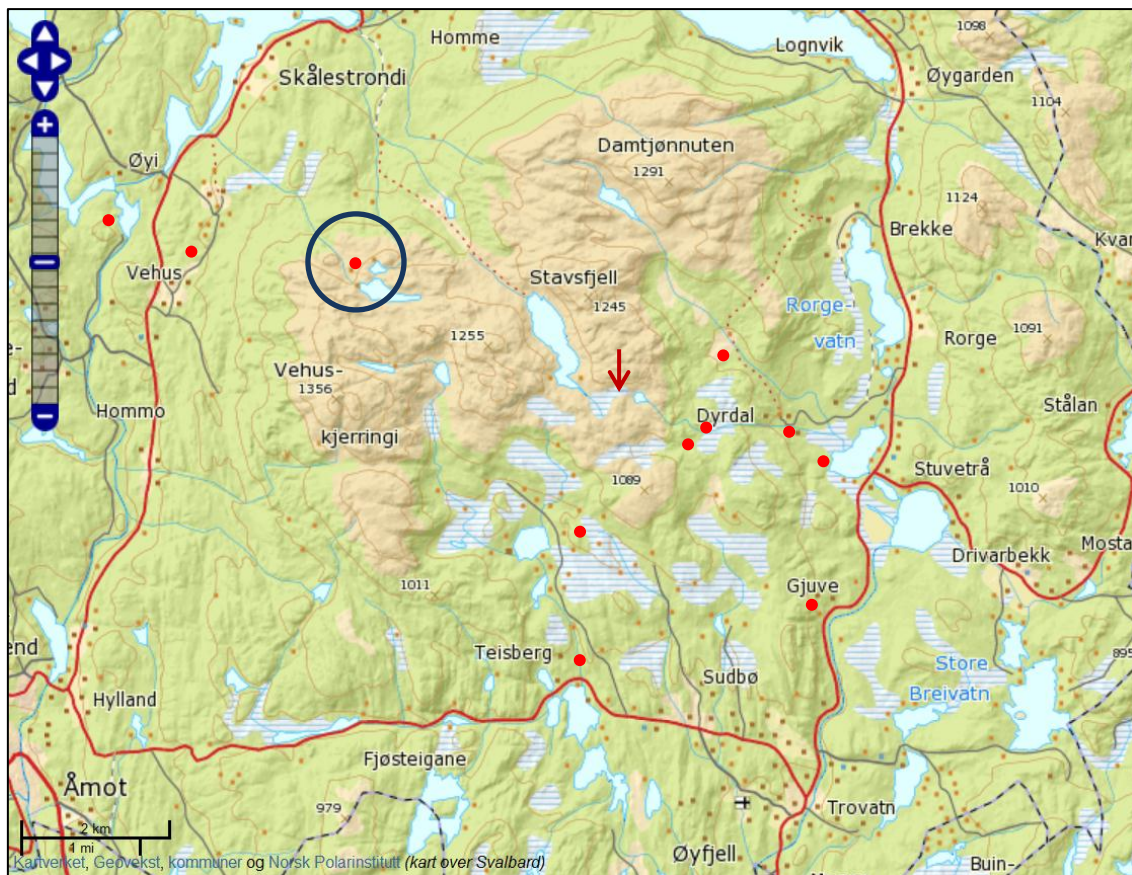 Homme
Lognvik
1098
Skålestrondi
Øygarden
1104
Damtjønnuten
1291
Øyi
1124
Brekke
Vehus
Kvar
Stavsfjell
1245
Rorge-
vatn
1255
1091
Rorge
Vehus-
1356
Hommo
Dyrdal
Stålan
kjerringi
1089
Stuvetrå
1010
Drivarbekk
Mosta
1011
Gjuve
end
Teisberg
895
Store
Breivatn
Sudbø
Hylland
Fjøsteigane
Åmot
979
Trovatn
2 km
1 mi
Øyfjell
Kartverket, Geovekst, kommuner og Norsk Polarinstitutt (kart over Svalbard)
Buin-